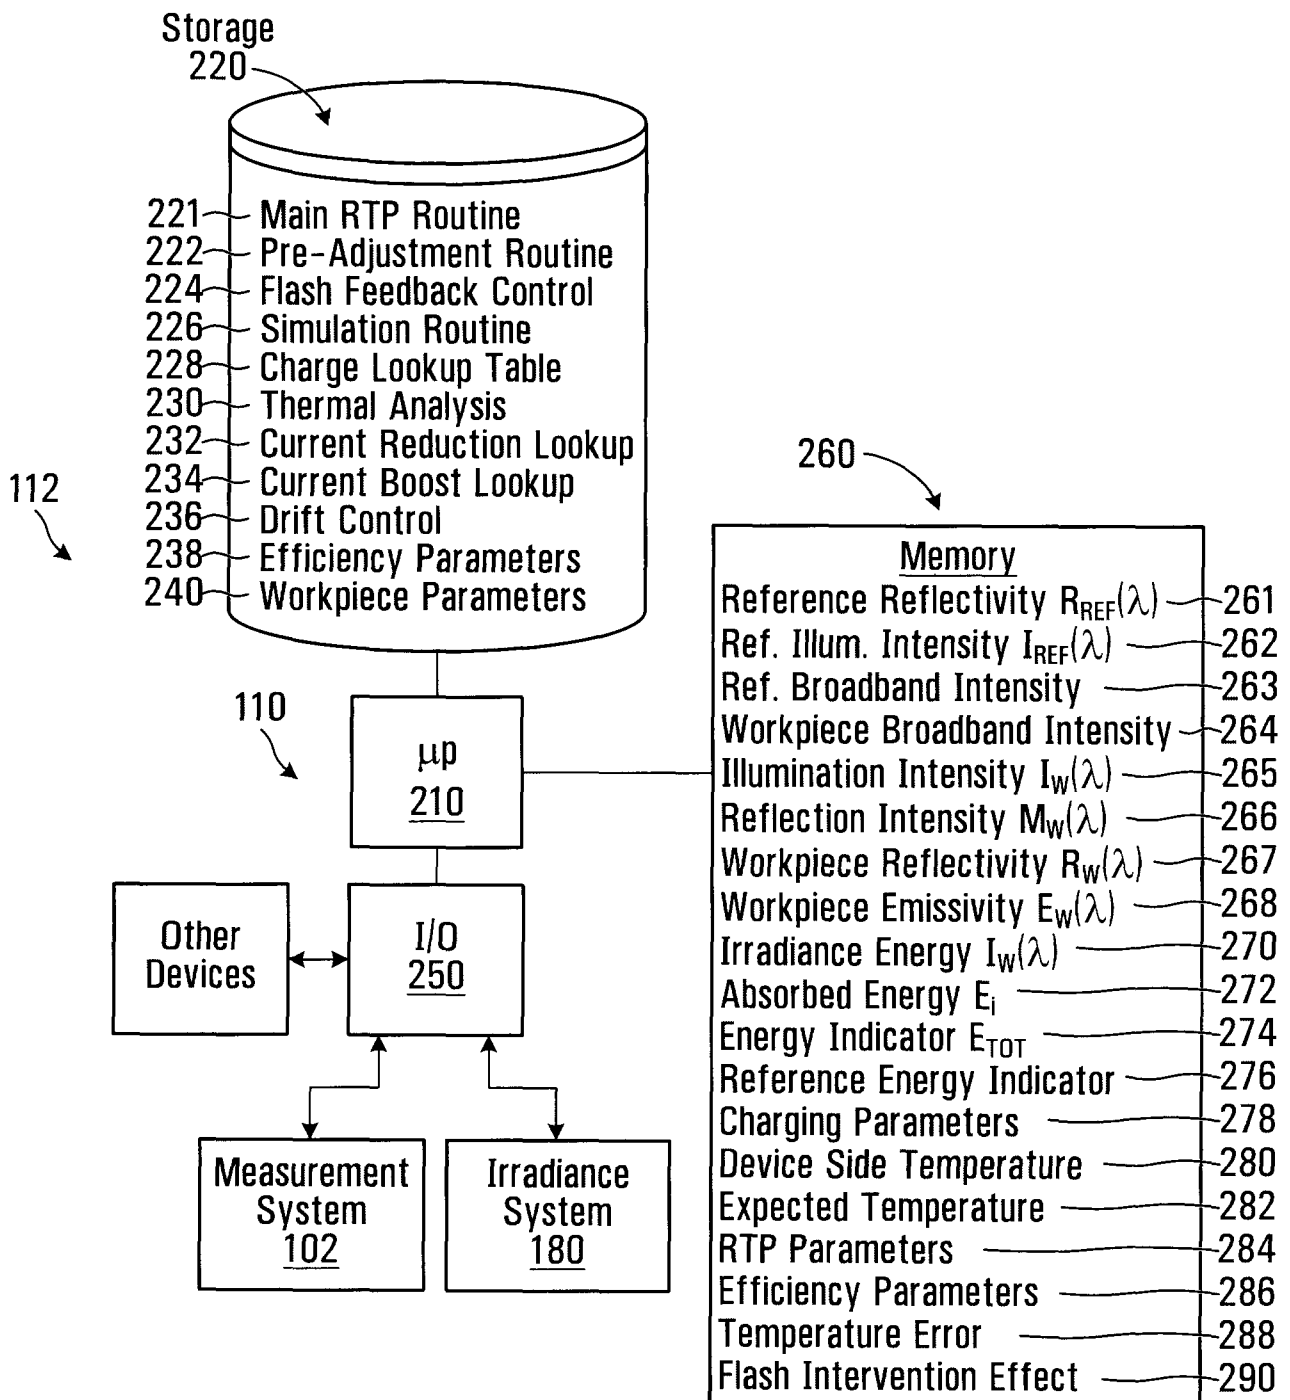 Storage
220
221 Main RTP Routine
222 Pre-Adjustment Routine
224 Flash Feedback Control
226 Simulation Routine
228 Charge Lookup Table
230 Thermal Analysis
232 Current Reduction Lookup
234 Current Boost Lookup
236 Drift Control
238 Efficiency Parameters
240 Workpiece Parameters
112
110
μp
210
I/O
250
Other
Devices
Measurement
System
102
Irradiance
System
180
260
Memory
Reference Reflectivity R_REF(λ) 261
Ref. Illum. Intensity I_REF(λ) 262
Ref. Broadband Intensity 263
Workpiece Broadband Intensity 264
Illumination Intensity I_W(λ) 265
Reflection Intensity M_W(λ) 266
Workpiece Reflectivity R_W(λ) 267
Workpiece Emissivity E_W(λ) 268
Irradiance Energy I_W(λ) 270
Absorbed Energy E_i 272
Energy Indicator E_TOT 274
Reference Energy Indicator 276
Charging Parameters 278
Device Side Temperature 280
Expected Temperature 282
RTP Parameters 284
Efficiency Parameters 286
Temperature Error 288
Flash Intervention Effect 290